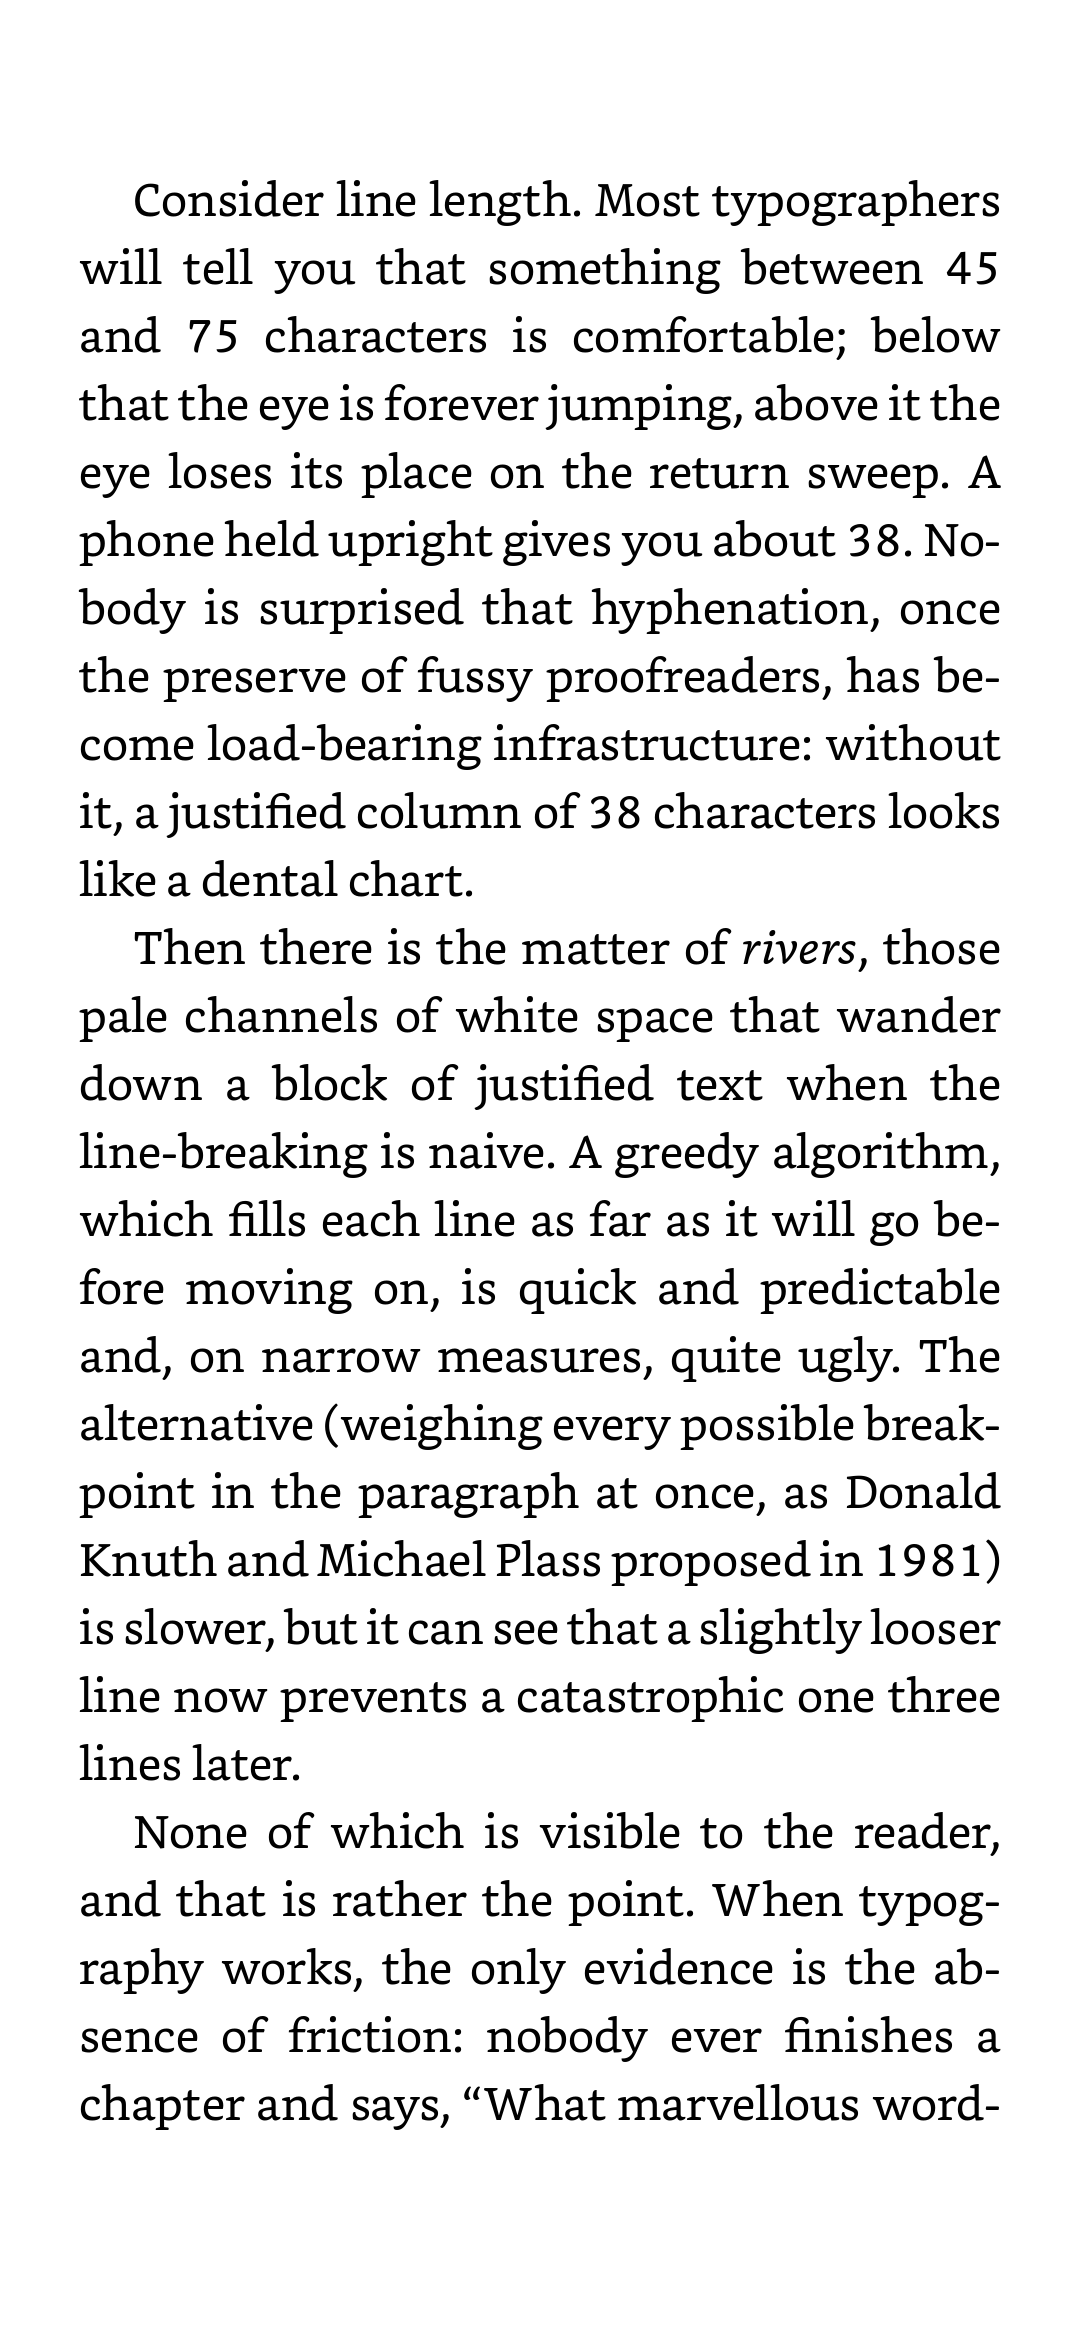 Consider line length. Most typographers
will tell you that something between 45
and 75 characters is comfortable; below
that the eye is forever jumping, above it the
eye loses its place on the return sweep. A
phone held upright gives you about 38. No-
body is surprised that hyphenation, once
the preserve of fussy proofreaders, has be-
come load-bearing infrastructure: without
it, a justified column of 38 characters looks
like a dental chart.
Then there is the matter of rivers, those
pale channels of white space that wander
down a block of justified text when the
line-breaking is naive. A greedy algorithm,
which fills each line as far as it will go be-
fore moving on, is quick and predictable
and, on narrow measures, quite ugly. The
alternative (weighing every possible break-
point in the paragraph at once, as Donald
Knuth and Michael Plass proposed in 1981)
is slower, but it can see that a slightly looser
line now prevents a catastrophic one three
lines later.
None of which is visible to the reader,
and that is rather the point. When typog-
raphy works, the only evidence is the ab-
sence of friction: nobody ever finishes a
chapter and says, “What marvellous word-